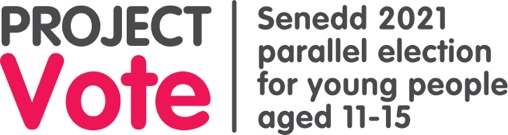 PROJECT
Vote
Senedd 2021
parallel election
for young people
aged 11-15